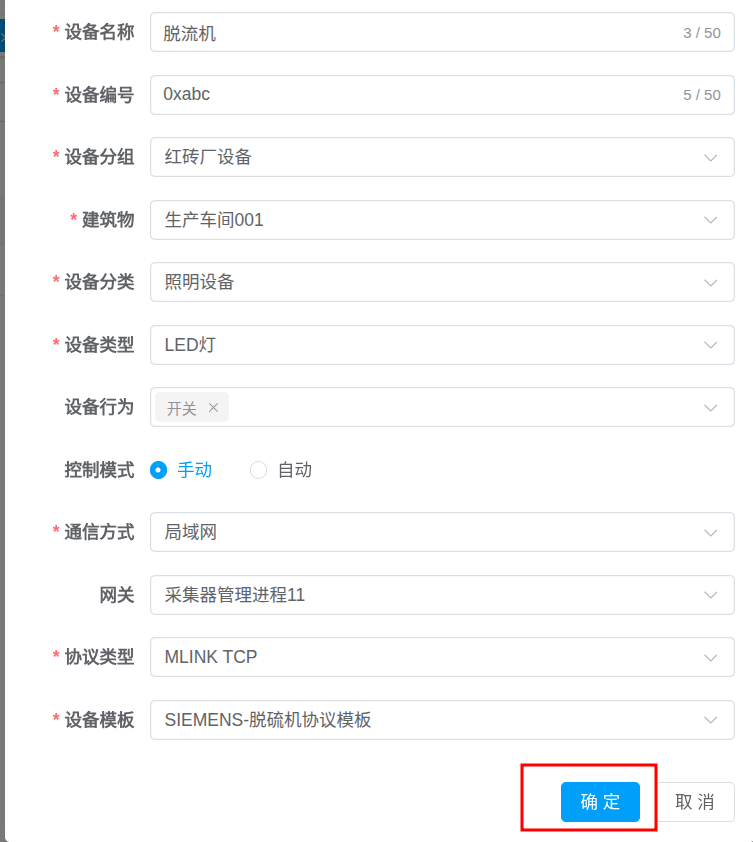 * 设备名称 脱流机 3 / 50
* 设备编号 0xabc 5 / 50
* 设备分组 红砖厂设备
* 建筑物 生产车间001
* 设备分类 照明设备
* 设备类型 LED灯
设备行为 开关 ×
控制模式 手动 自动
* 通信方式 局域网
网关 采集器管理进程11
* 协议类型 MLINK TCP
* 设备模板 SIEMENS-脱硫机协议模板
确 定 取 消